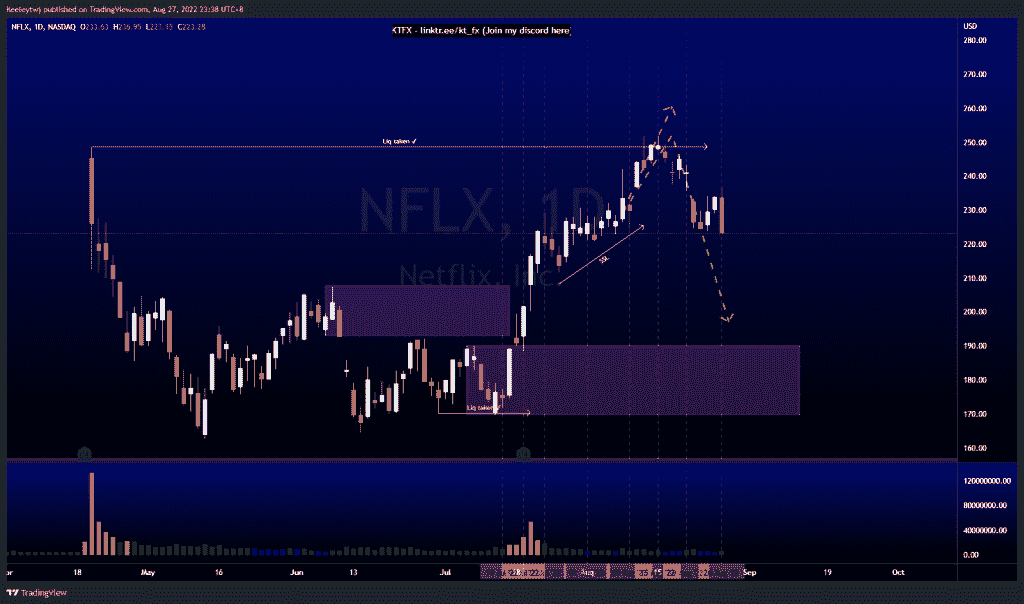 Keeleytwj published on TradingView.com, Aug 27, 2022 23:38 UTC+8
NFLX, 1D, NASDAQ O233.63 C223.28
KTFX - linktr.ee/kt_fx (Join my discord here)
USD
280.00
270.00
260.00
250.00
240.00
230.00
220.00
210.00
200.00
190.00
180.00
170.00
160.00
Liq taken ✓
NFLX, 1D
Netflix, Inc.
Liq taken ✓
120000000.00
80000000.00
40000000.00
0.00
18 May 16 Jun 13 Jul Aug 15 Sep 19 Oct
TradingView